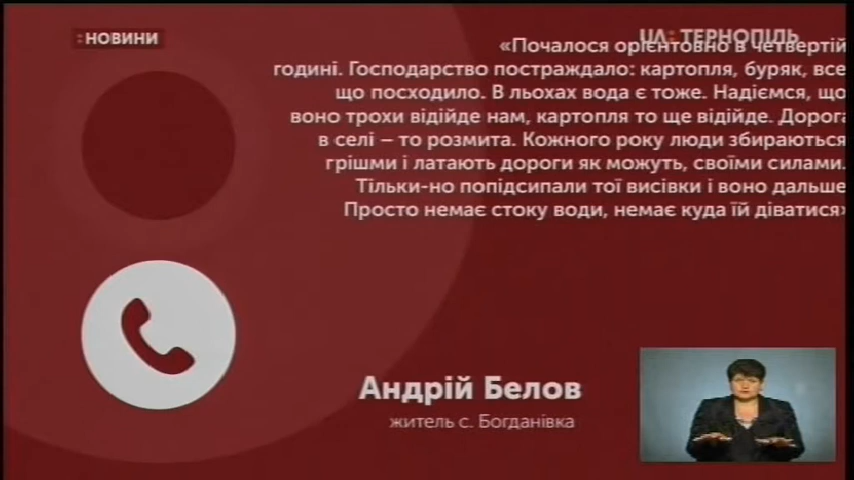 :НОВИНИ
UA: ТЕРНОПІЛЬ
«Почалося орієнтовно в четвертій
годині. Господарство постраждало: картопля, буряк, все
що посходило. В льохах вода є тоже. Надіємся, що
воно трохи відійде нам, картопля то ще відійде. Дорога
в селі – то розмита. Кожного року люди збираються
грішми і латають дороги як можуть, своїми силами.
Тільки-но попідсипали тої висівки і воно дальше
Просто немає стоку води, немає куда їй діватися»
Андрій Белов
житель с. Богданівка